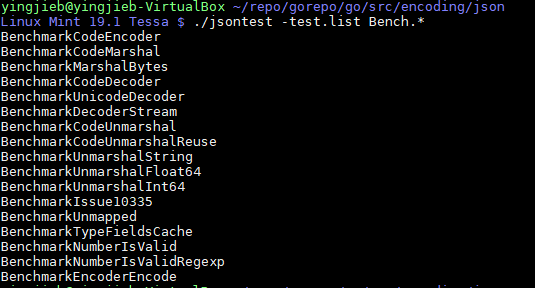 yingjieb@yingjieb-VirtualBox ~/repo/gorepo/go/src/encoding/json
Linux Mint 19.1 Tessa $ ./jsontest -test.list Bench.*
BenchmarkCodeEncoder
BenchmarkCodeMarshal
BenchmarkMarshalBytes
BenchmarkCodeDecoder
BenchmarkUnicodeDecoder
BenchmarkDecoderStream
BenchmarkCodeUnmarshal
BenchmarkCodeUnmarshalReuse
BenchmarkUnmarshalString
BenchmarkUnmarshalFloat64
BenchmarkUnmarshalInt64
BenchmarkIssue10335
BenchmarkUnmapped
BenchmarkTypeFieldsCache
BenchmarkNumberIsValid
BenchmarkNumberIsValidRegexp
BenchmarkEncoderEncode